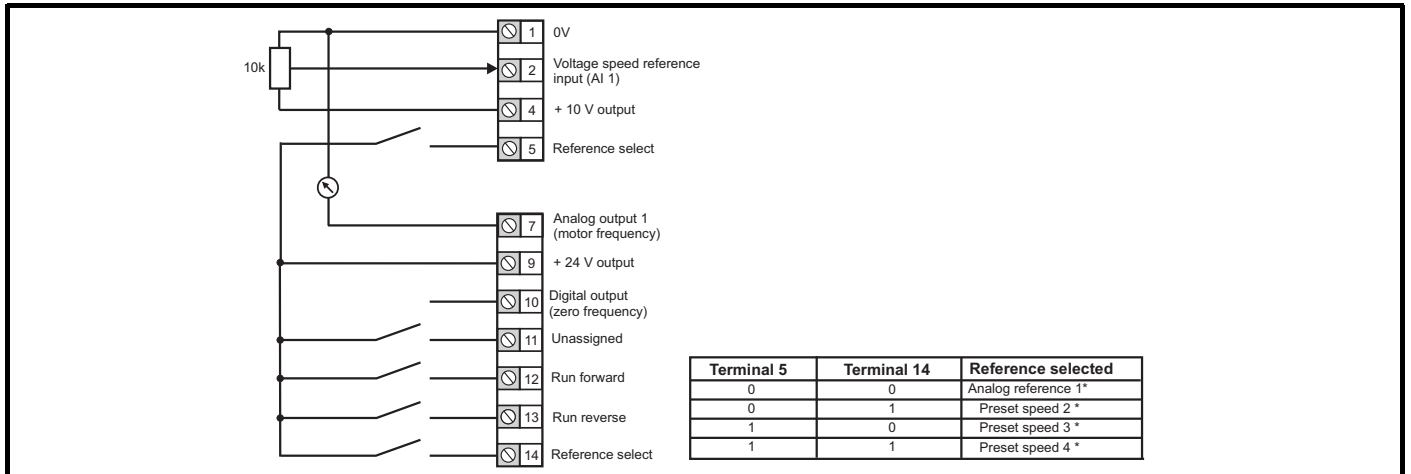 10k
1 0V
2 Voltage speed reference
input (AI 1)
4 + 10 V output
5 Reference select
7 Analog output 1
(motor frequency)
9 + 24 V output
10 Digital output
(zero frequency)
11 Unassigned
12 Run forward
13 Run reverse
14 Reference select
Terminal 5 Terminal 14 Reference selected
0 0 Analog reference 1*
0 1 Preset speed 2 *
1 0 Preset speed 3 *
1 1 Preset speed 4 *